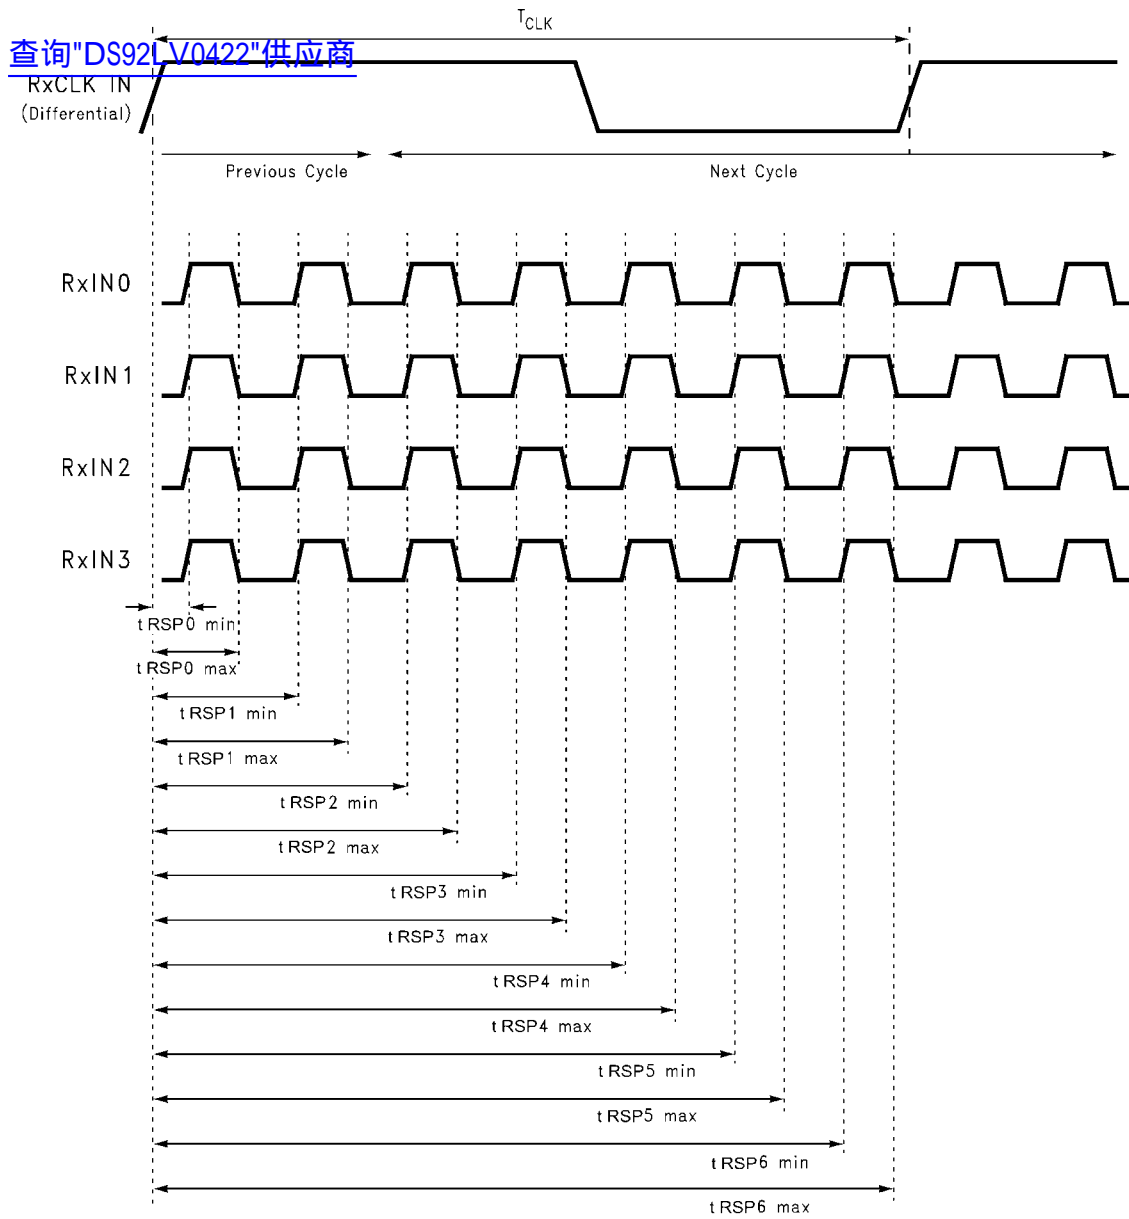 TCLK
查询"DS92LV0422"供应商
RxCLK IN
(Differential)
Previous Cycle
Next Cycle
RxIN0
RxIN1
RxIN2
RxIN3
tRSP0 min
tRSP0 max
tRSP1 min
tRSP1 max
tRSP2 min
tRSP2 max
tRSP3 min
tRSP3 max
tRSP4 min
tRSP4 max
tRSP5 min
tRSP5 max
tRSP6 min
tRSP6 max